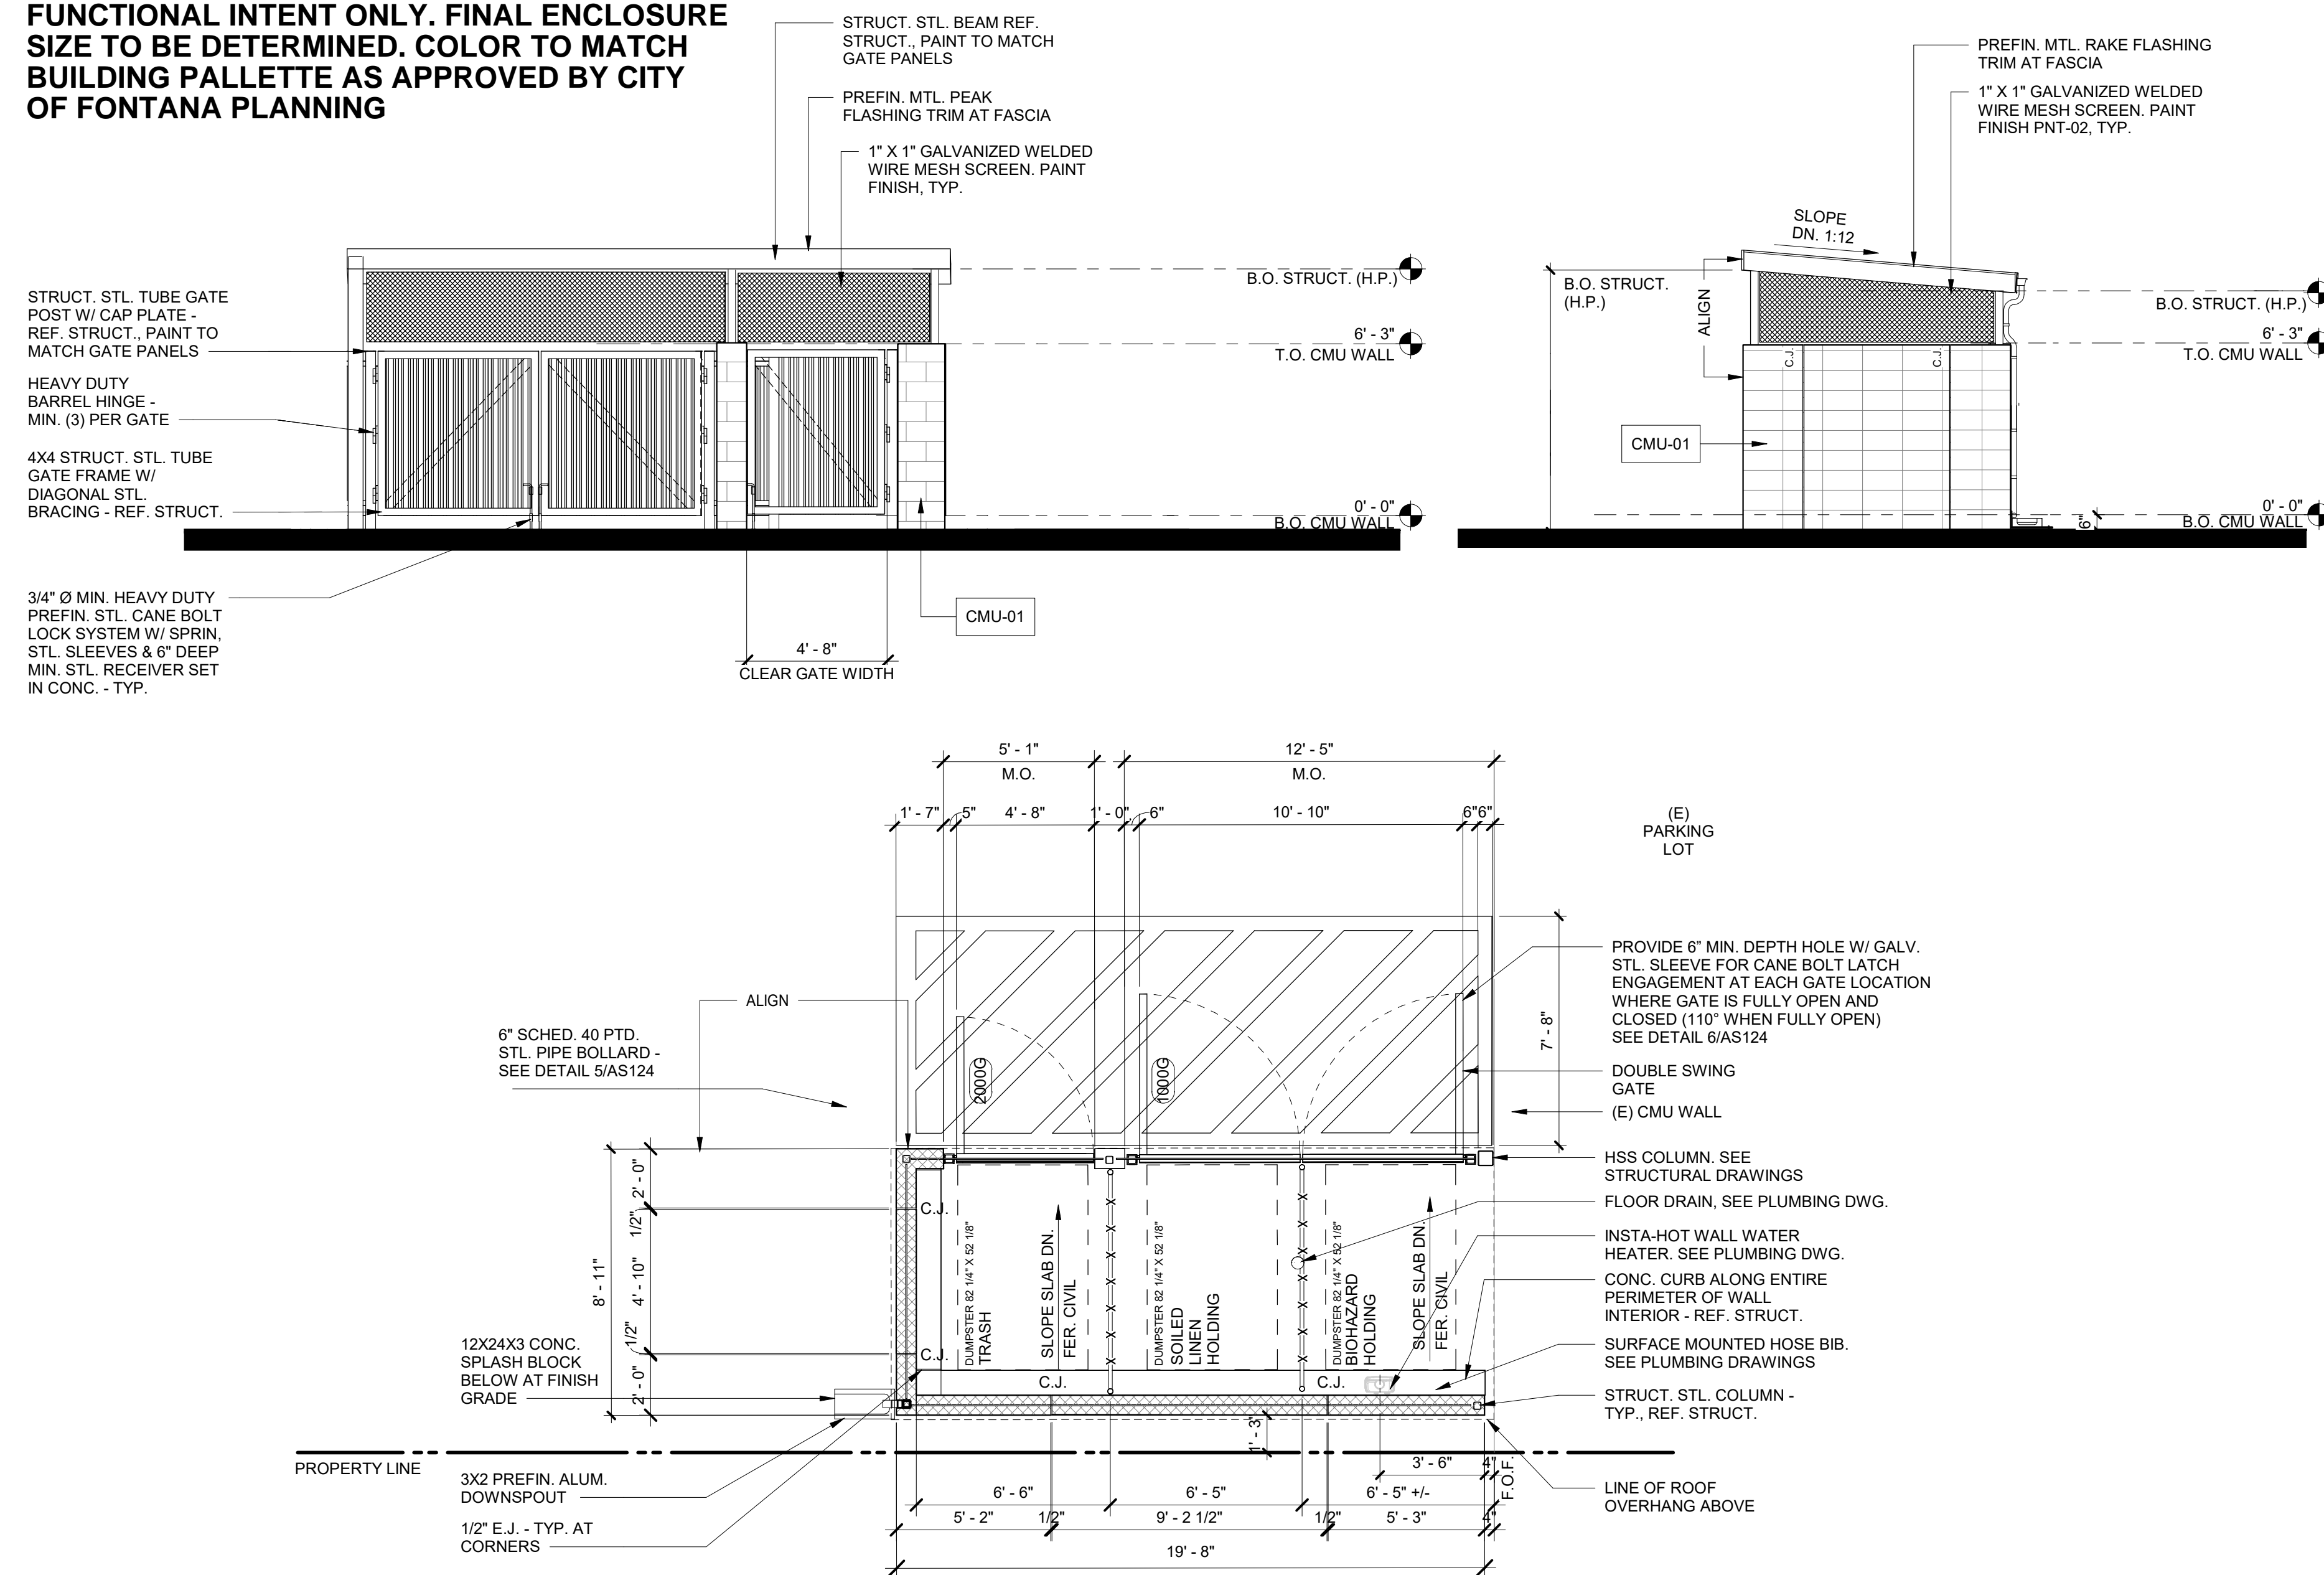 FUNCTIONAL INTENT ONLY. FINAL ENCLOSURE
SIZE TO BE DETERMINED. COLOR TO MATCH
BUILDING PALLETTE AS APPROVED BY CITY
OF FONTANA PLANNING
STRUCT. STL. BEAM REF.
STRUCT., PAINT TO MATCH
GATE PANELS
PREFIN. MTL. PEAK
FLASHING TRIM AT FASCIA
1" X 1" GALVANIZED WELDED
WIRE MESH SCREEN. PAINT
FINISH, TYP.
STRUCT. STL. TUBE GATE
POST W/ CAP PLATE -
REF. STRUCT., PAINT TO
MATCH GATE PANELS
HEAVY DUTY
BARREL HINGE -
MIN. (3) PER GATE
4X4 STRUCT. STL. TUBE
GATE FRAME W/
DIAGONAL STL.
BRACING - REF. STRUCT.
3/4" Ø MIN. HEAVY DUTY
PREFIN. STL. CANE BOLT
LOCK SYSTEM W/ SPRIN,
STL. SLEEVES & 6" DEEP
MIN. STL. RECEIVER SET
IN CONC. - TYP.
B.O. STRUCT. (H.P.)
6' - 3"
T.O. CMU WALL
0' - 0"
B.O. CMU WALL
CMU-01
4' - 8"
CLEAR GATE WIDTH
PREFIN. MTL. RAKE FLASHING
TRIM AT FASCIA
1" X 1" GALVANIZED WELDED
WIRE MESH SCREEN. PAINT
FINISH PNT-02, TYP.
SLOPE
DN. 1:12
B.O. STRUCT.
(H.P.)
ALIGN
C.J.
C.J.
CMU-01
B.O. STRUCT. (H.P.)
6' - 3"
T.O. CMU WALL
0' - 0"
B.O. CMU WALL
6"
5' - 1"
M.O.
12' - 5"
M.O.
1' - 7"
5"
4' - 8"
1' - 0"
6"
10' - 10"
6"
6"
(E)
PARKING
LOT
ALIGN
6" SCHED. 40 PTD.
STL. PIPE BOLLARD -
SEE DETAIL 5/AS124
2000G
1000G
7' - 8"
PROVIDE 6” MIN. DEPTH HOLE W/ GALV.
STL. SLEEVE FOR CANE BOLT LATCH
ENGAGEMENT AT EACH GATE LOCATION
WHERE GATE IS FULLY OPEN AND
CLOSED (110° WHEN FULLY OPEN)
SEE DETAIL 6/AS124
DOUBLE SWING
GATE
(E) CMU WALL
HSS COLUMN. SEE
STRUCTURAL DRAWINGS
FLOOR DRAIN, SEE PLUMBING DWG.
INSTA-HOT WALL WATER
HEATER. SEE PLUMBING DWG.
CONC. CURB ALONG ENTIRE
PERIMETER OF WALL
INTERIOR - REF. STRUCT.
SURFACE MOUNTED HOSE BIB.
SEE PLUMBING DRAWINGS
STRUCT. STL. COLUMN -
TYP., REF. STRUCT.
LINE OF ROOF
OVERHANG ABOVE
8' - 11"
2' - 0"
1/2"
4' - 10"
1/2"
2' - 0"
C.J.
C.J.
C.J.
C.J.
DUMPSTER 82 1/4" X 52 1/8"
TRASH
SLOPE SLAB DN.
FER. CIVIL
DUMPSTER 82 1/4" X 52 1/8"
SOILED
LINEN
HOLDING
DUMPSTER 82 1/4" X 52 1/8"
BIOHAZARD
HOLDING
SLOPE SLAB DN.
FER. CIVIL
12X24X3 CONC.
SPLASH BLOCK
BELOW AT FINISH
GRADE
PROPERTY LINE
3X2 PREFIN. ALUM.
DOWNSPOUT
1/2" E.J. - TYP. AT
CORNERS
1' - 3"
3' - 6"
4"
F.O.F.
6' - 6"
6' - 5"
6' - 5" +/-
5' - 2"
1/2"
9' - 2 1/2"
1/2"
5' - 3"
4"
19' - 8"